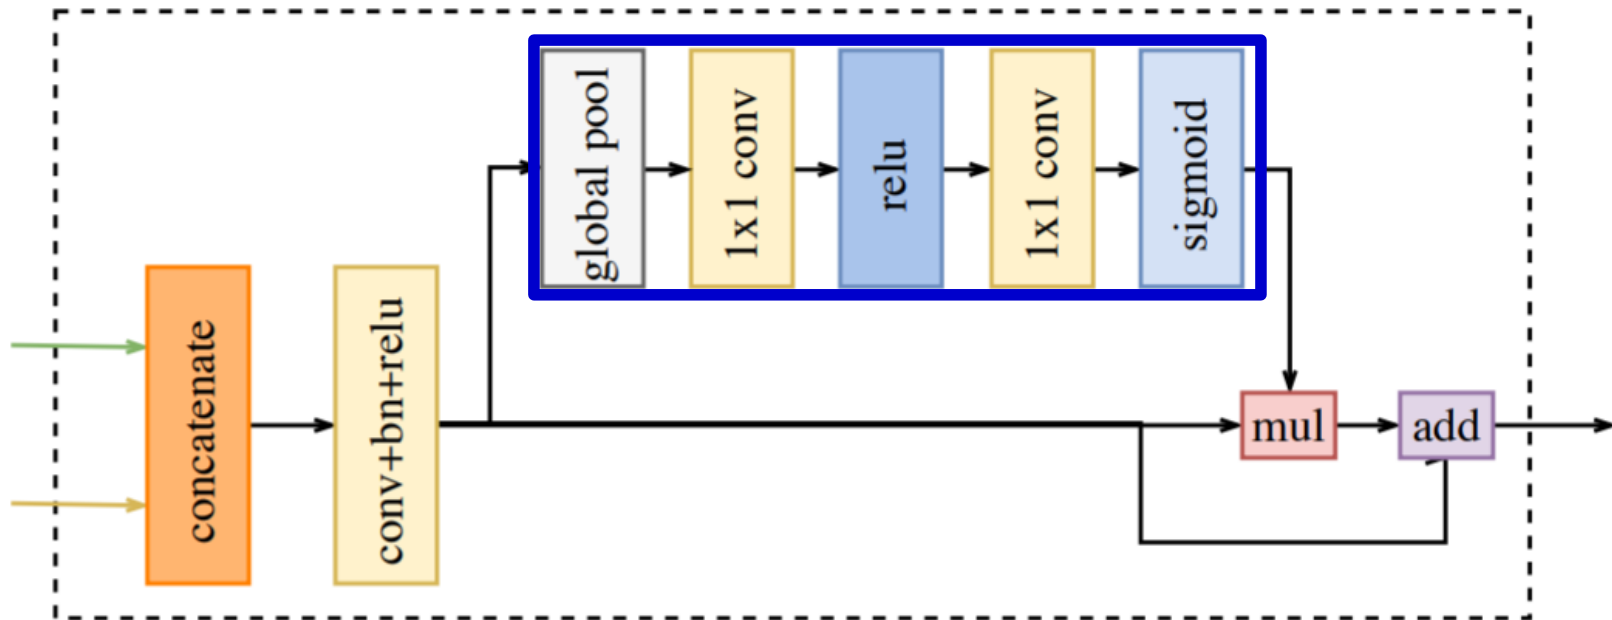 concatenate
conv+bn+relu
global pool
1x1 conv
relu
1x1 conv
sigmoid
mul
add